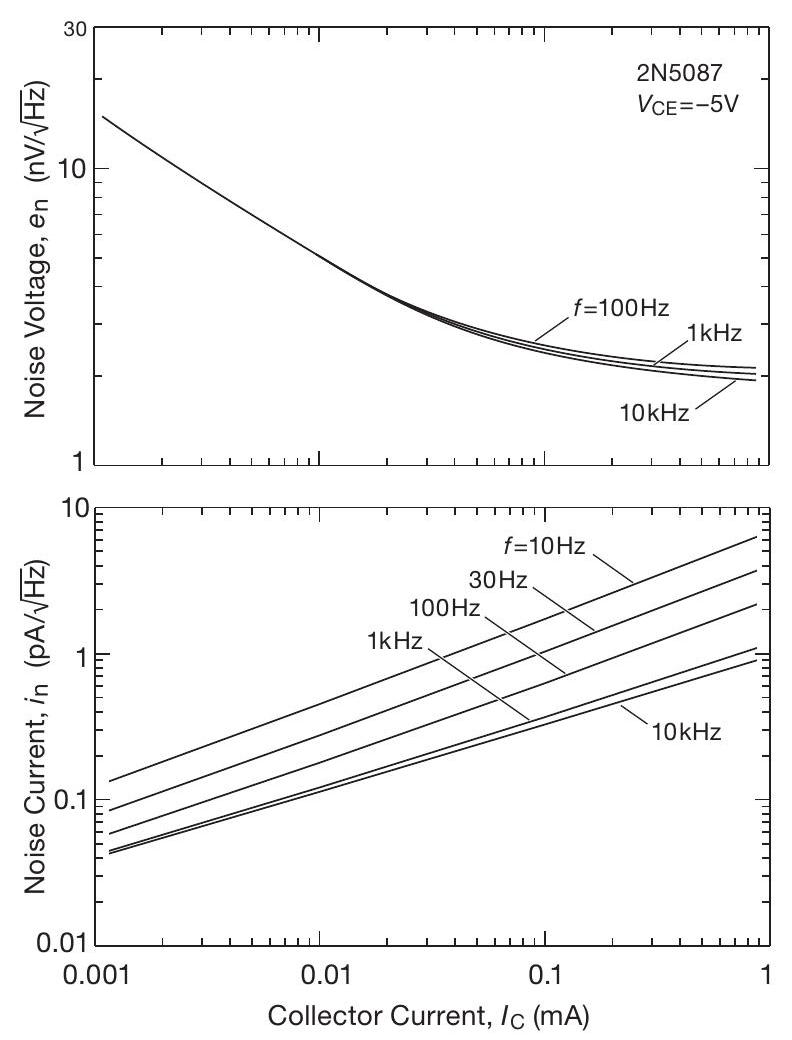 30
10
1
Noise Voltage, en (nV/√Hz)
2N5087
VCE=–5V
f=100Hz
1kHz
10kHz
10
1
0.1
0.01
Noise Current, in (pA/√Hz)
f=10Hz
30Hz
100Hz
1kHz
10kHz
0.001 0.01 0.1 1
Collector Current, IC (mA)